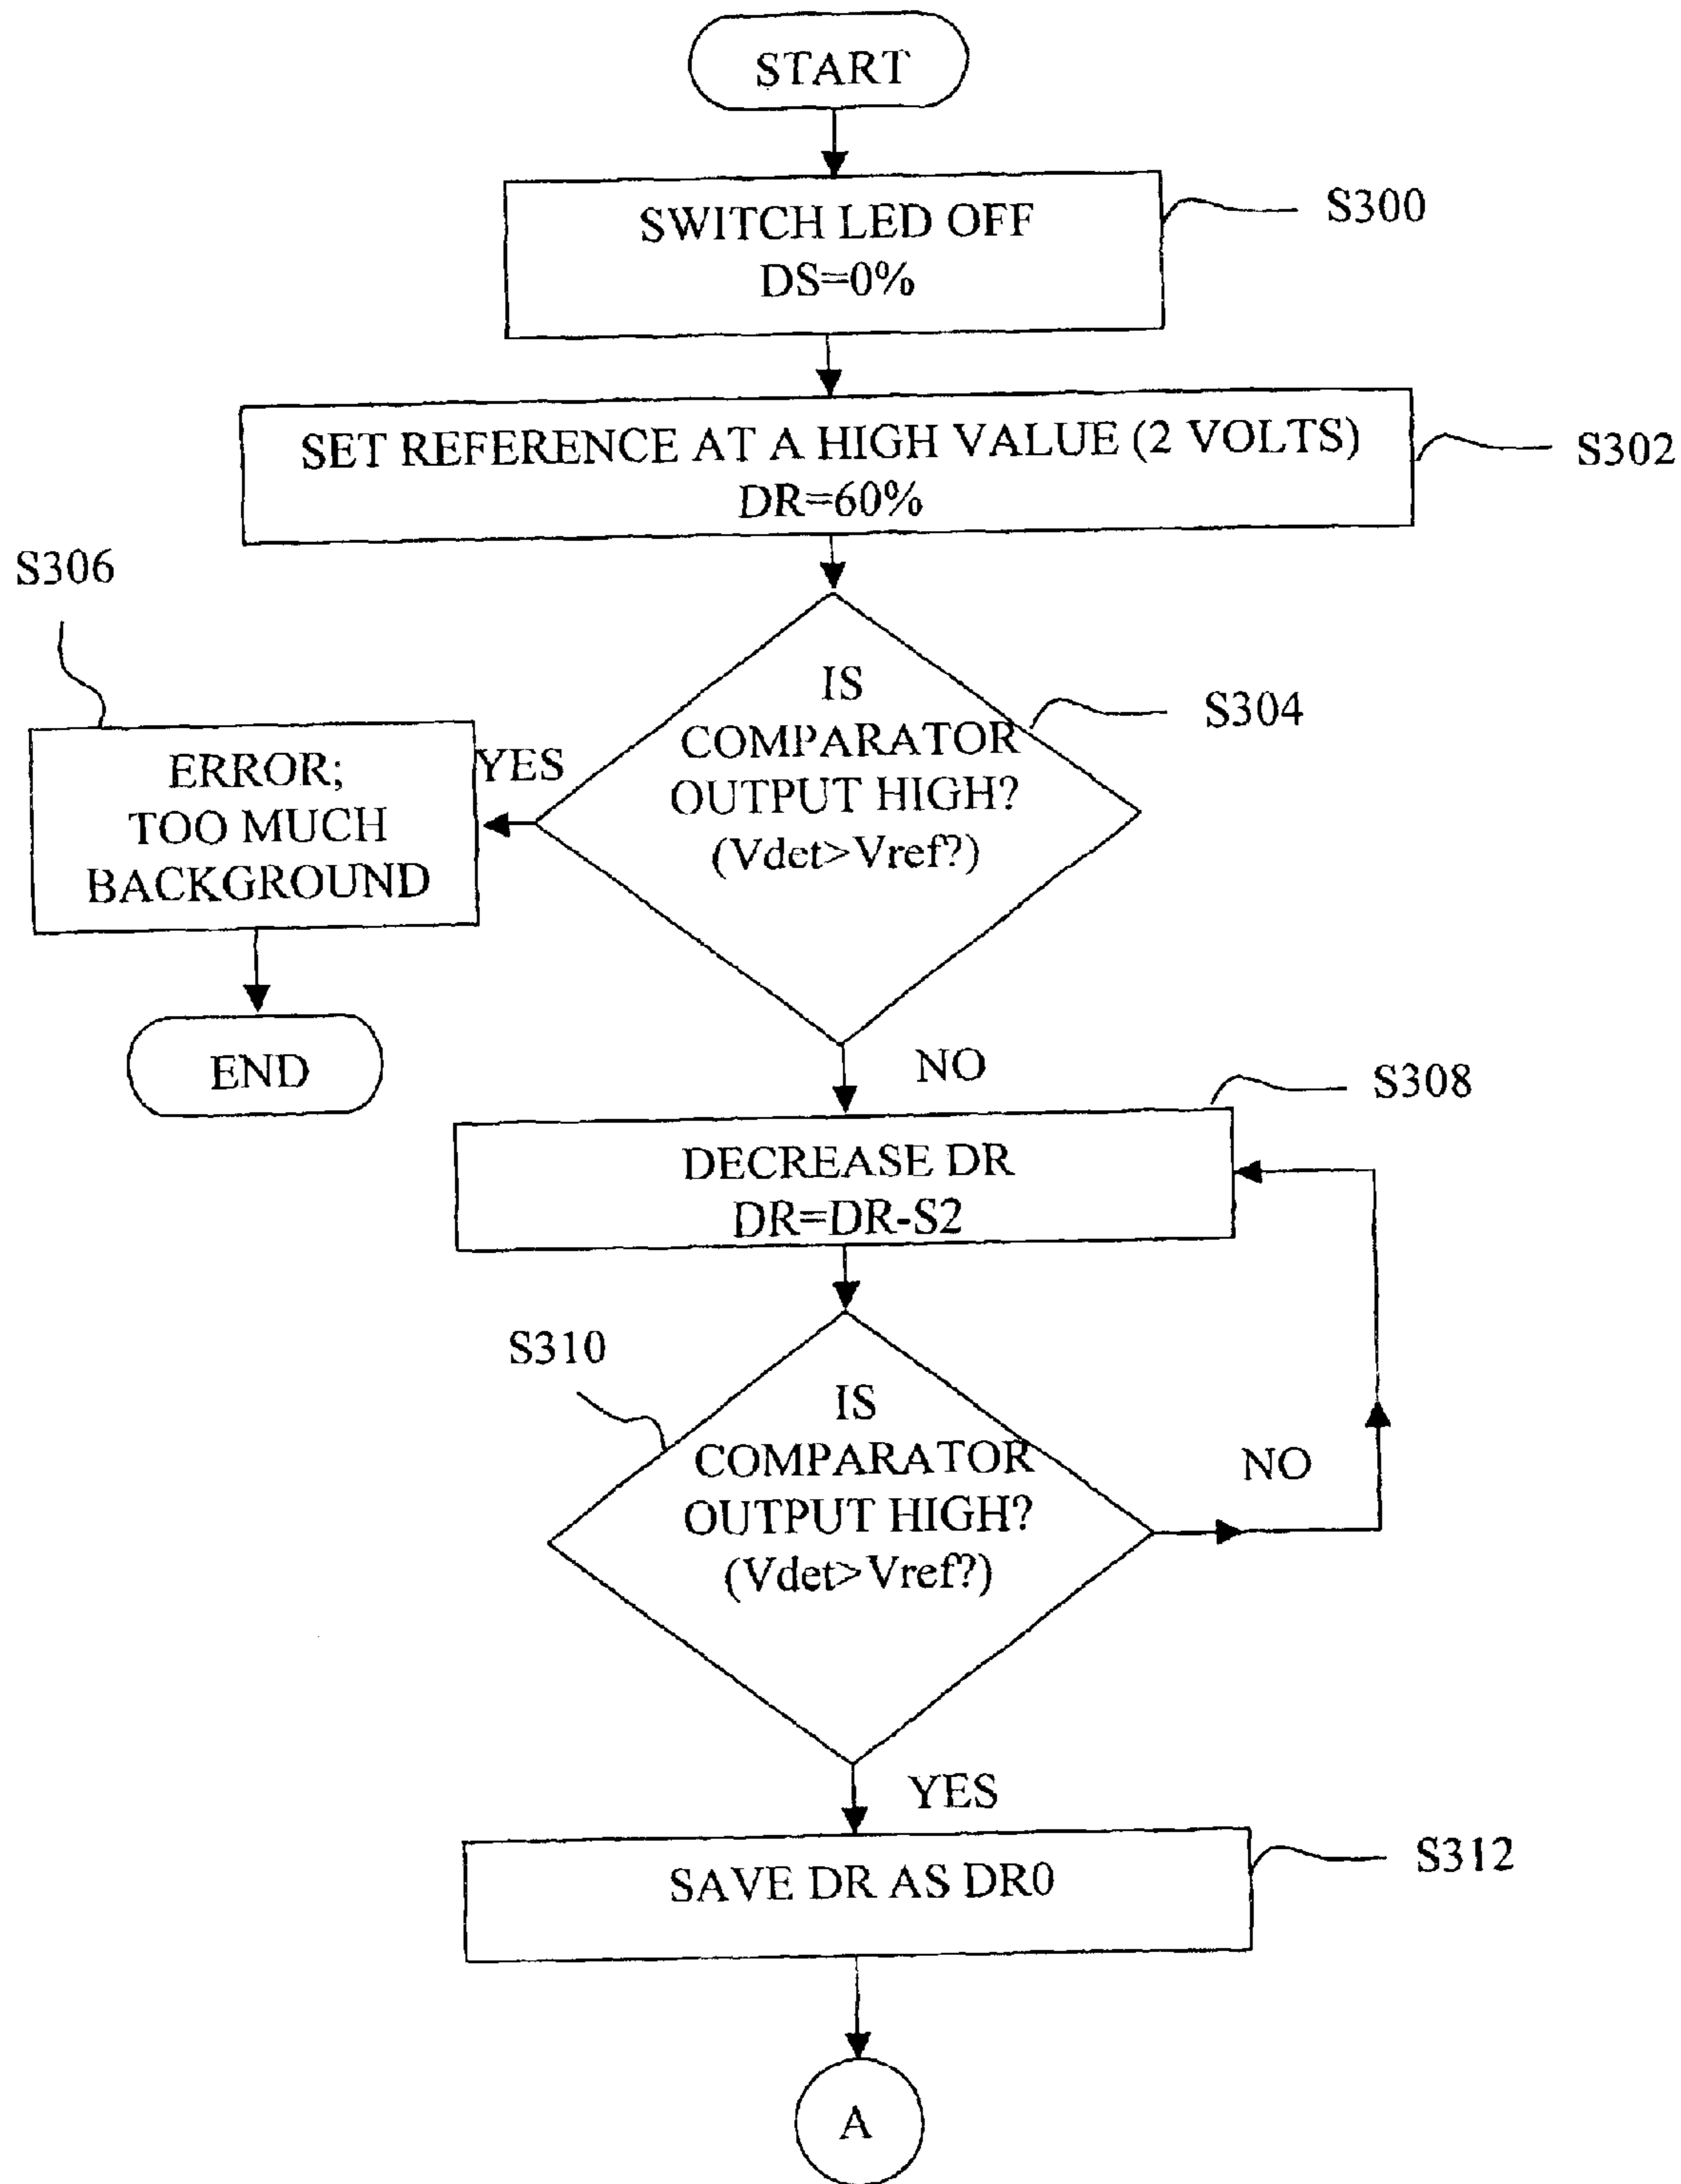 START
SWITCH LED OFF
DS=0%
S300
SET REFERENCE AT A HIGH VALUE (2 VOLTS)
DR=60%
S302
S306
IS
COMPARATOR
OUTPUT HIGH?
(Vdet>Vref?)
S304
YES
ERROR;
TOO MUCH
BACKGROUND
END
NO
S308
DECREASE DR
DR=DR-S2
S310
IS
COMPARATOR
OUTPUT HIGH?
(Vdet>Vref?)
NO
YES
SAVE DR AS DR0
S312
A